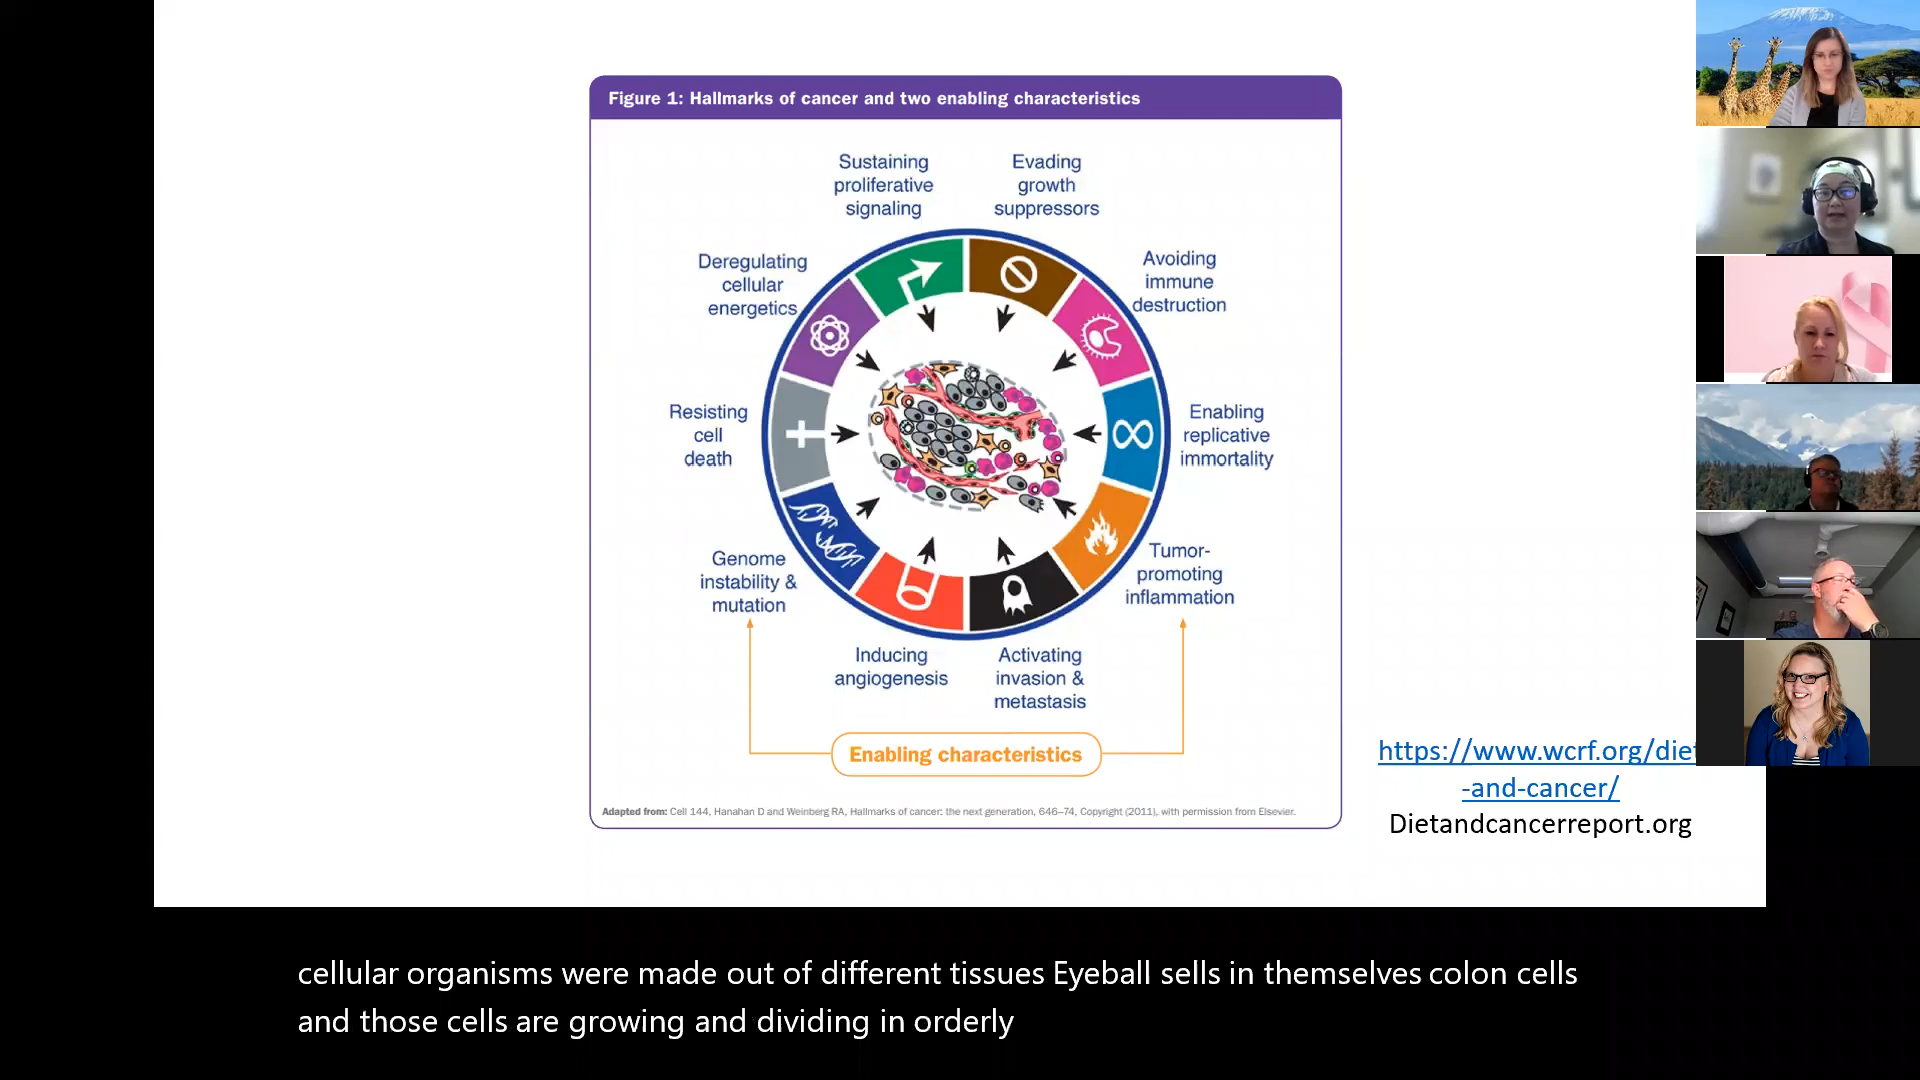 Figure 1: Hallmarks of cancer and two enabling characteristics
Sustaining
proliferative
signaling
Evading
growth
suppressors
Deregulating
cellular
energetics
Avoiding
immune
destruction
Resisting
cell
death
Enabling
replicative
immortality
Genome
instability &
mutation
Tumor-
promoting
inflammation
Inducing
angiogenesis
Activating
invasion &
metastasis
Enabling characteristics
Adapted from: Cell 144, Hanahan D and Weinberg RA, Hallmarks of cancer: the next generation, 646–74, Copyright (2011), with permission from Elsevier.
https://www.wcrf.org/diet
-and-cancer/
Dietandcancerreport.org
cellular organisms were made out of different tissues Eyeball sells in themselves colon cells
and those cells are growing and dividing in orderly